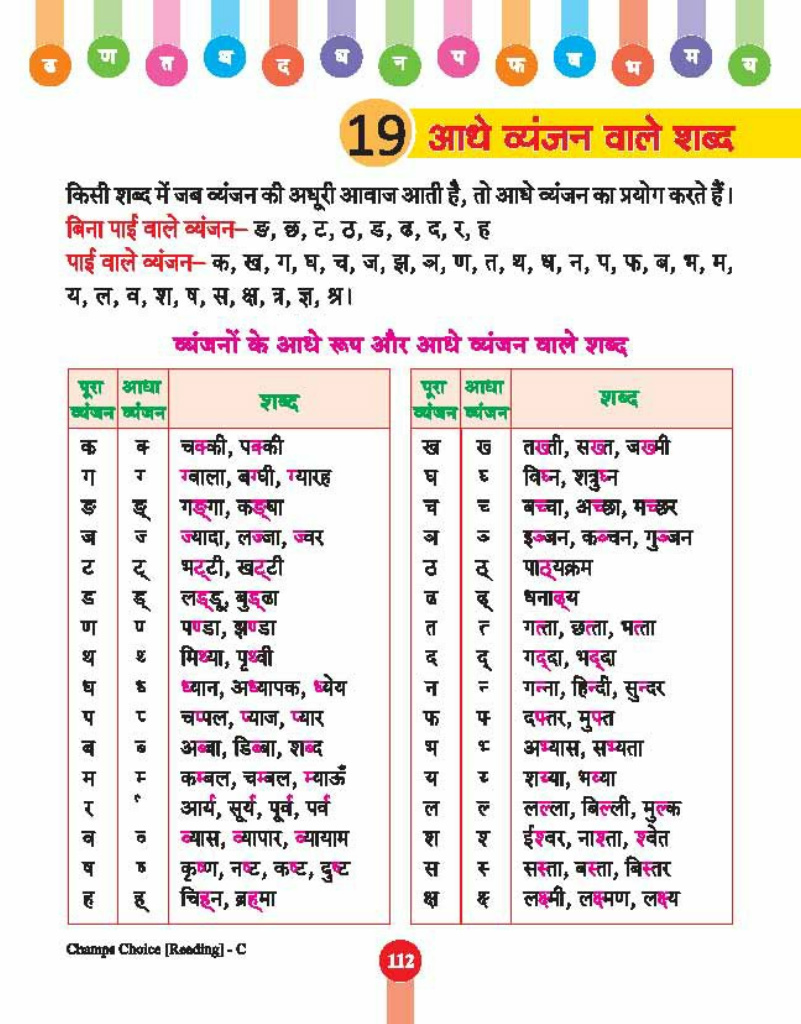 ढ ण त थ द ध न प फ ब भ म य
19 आधे व्यंजन वाले शब्द
किसी शब्द में जब व्यंजन की अधूरी आवाज आती है, तो आधे व्यंजन का प्रयोग करते हैं।
बिना पाई वाले व्यंजन– ङ, छ, ट, ठ, ड, ढ, द, र, ह
पाई वाले व्यंजन– क, ख, ग, घ, च, ज, झ, ञ, ण, त, थ, ध, न, प, फ, ब, भ, म,
य, ल, व, श, ष, स, क्ष, त्र, ज्ञ, श्र।
व्यंजनों के आधे रूप और आधे व्यंजन वाले शब्द
पूरा व्यंजन आधा व्यंजन शब्द
क क्‍ चक्की, पक्की
ग ग्‍ ग्वाला, बग्घी, ग्यारह
ङ ङ् गङ्गा, कङ्घा
ज ज्‍ ज्यादा, लज्जा, ज्वर
ट ट् भट्टी, खट्टी
ड ड् लड्डू, बुड्ढा
ण ण्‍ पण्डा, झण्डा
थ थ्‍ मिथ्या, पृथ्वी
ध ध्‍ ध्यान, अध्यापक, ध्येय
प प्‍ चप्पल, प्याज, प्यार
ब ब्‍ अब्बा, डिब्बा, शब्द
म म्‍ कम्बल, चम्बल, म्याऊँ
र र्‍ आर्य, सूर्य, पूर्व, पर्व
व व्‍ व्यास, व्यापार, व्यायाम
ष ष्‍ कृष्ण, नष्ट, कष्ट, दुष्ट
ह ह् चिह्न, ब्रह्मा
पूरा व्यंजन आधा व्यंजन शब्द
ख ख्‍ तख्ती, सख्त, जख्मी
घ घ्‍ विघ्न, शत्रुघ्न
च च्‍ बच्चा, अच्छा, मच्छर
ञ ञ्‍ इञ्जन, कञ्चन, गुञ्जन
ठ ठ् पाठ्यक्रम
ढ ढ् धनाढ्य
त त्‍ गत्ता, छत्ता, भत्ता
द द् गद्दा, भद्दा
न न्‍ गन्ना, हिन्दी, सुन्दर
फ फ्‍ दफ्तर, मुफ्त
भ भ्‍ अभ्यास, सभ्यता
य य्‍ शय्या, भय्या
ल ल्‍ लल्ला, बिल्ली, मुल्क
श श्‍ ईश्वर, नाश्ता, श्वेत
स स्‍ सस्ता, बस्ता, बिस्तर
क्ष क्ष्‍ लक्ष्मी, लक्ष्मण, लक्ष्य
Champs Choice [Reading] - C
112